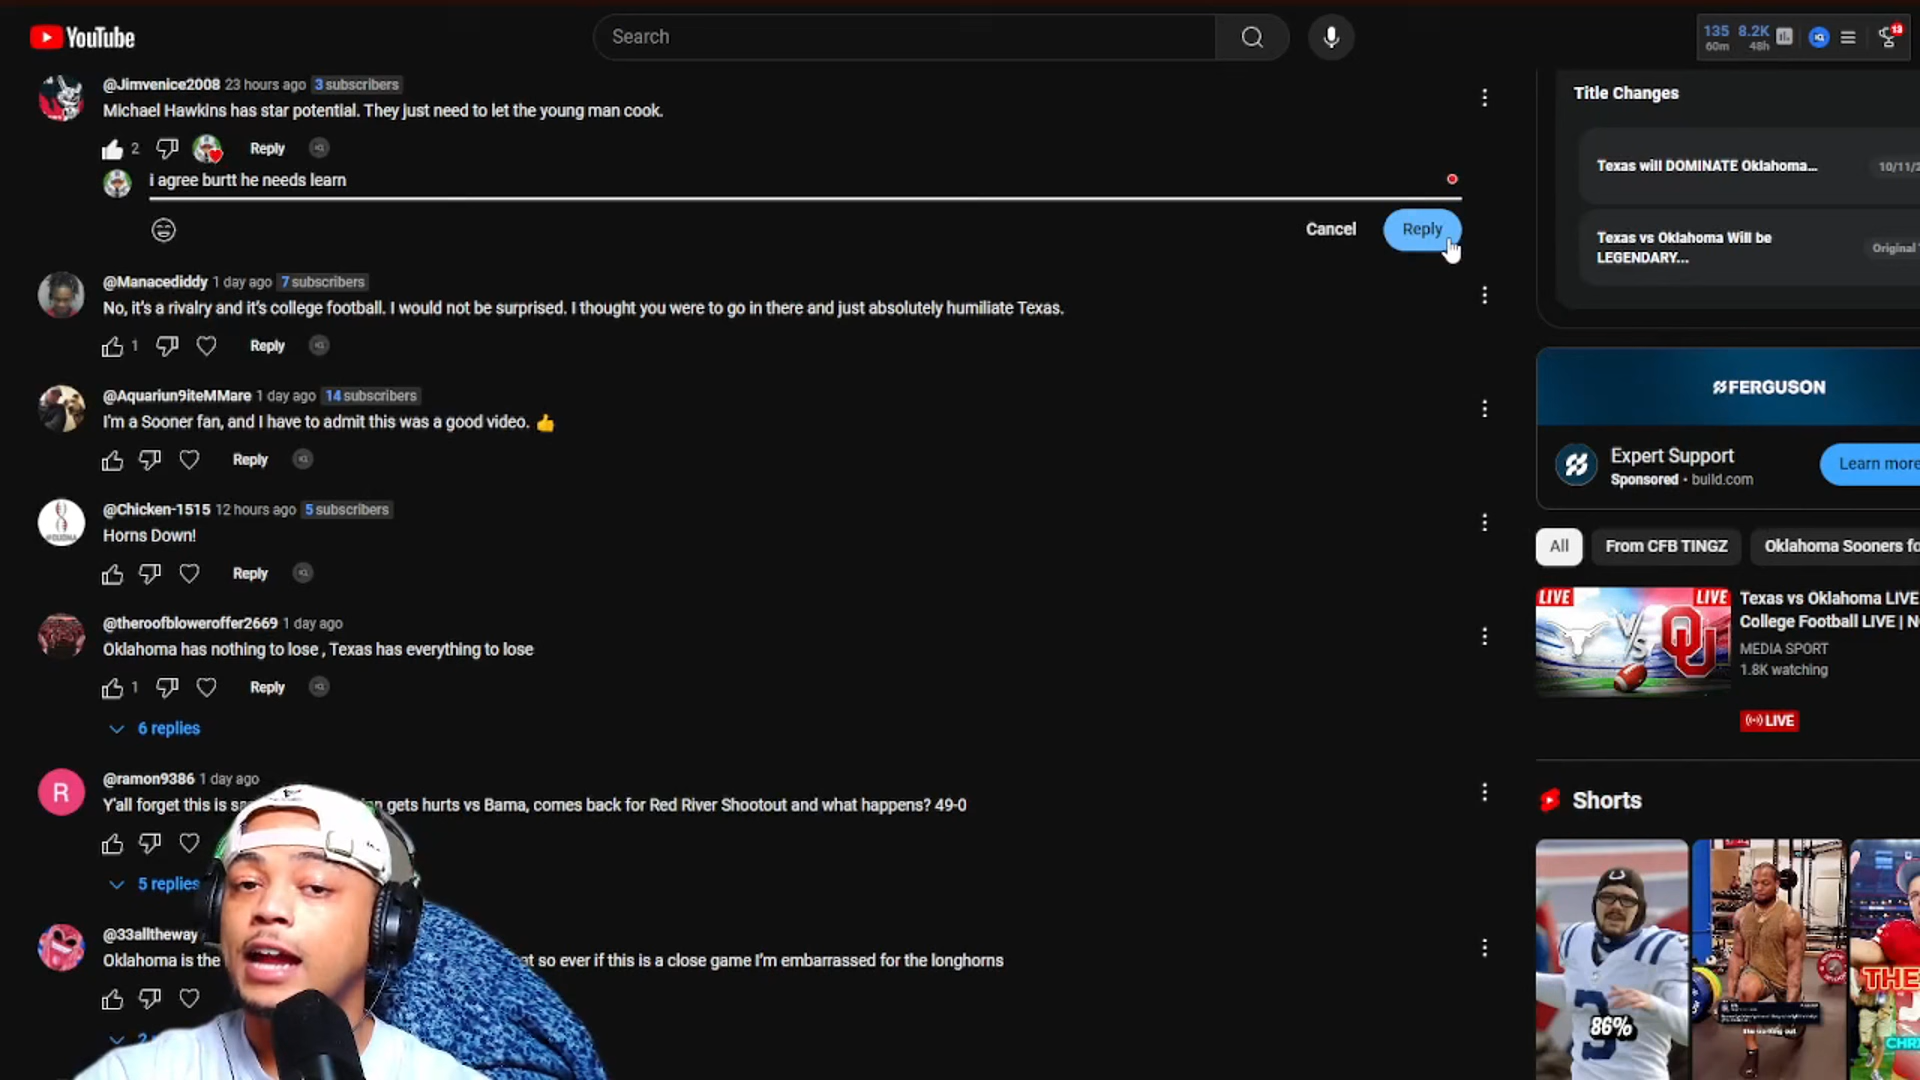 YouTube
Search
135 8.2K
60m 48h
13
@Jimvenice2008 23 hours ago 3 subscribers
Michael Hawkins has star potential. They just need to let the young man cook.
2 Reply
i agree burtt he needs learn
Cancel Reply
@Manacediddy 1 day ago 7 subscribers
No, it's a rivalry and it's college football. I would not be surprised. I thought you were to go in there and just absolutely humiliate Texas.
1 Reply
@Aquariun9iteMMare 1 day ago 14 subscribers
I'm a Sooner fan, and I have to admit this was a good video. 👍
Reply
@Chicken-1515 12 hours ago 5 subscribers
Horns Down!
Reply
@theroofbloweroffer2669 1 day ago
Oklahoma has nothing to lose , Texas has everything to lose
1 Reply
6 replies
R
@ramon9386 1 day ago
Y'all forget this is gets hurts vs Bama, comes back for Red River Shootout and what happens? 49-0
5 replies
@33alltheway
Oklahoma is the so ever if this is a close game I'm embarrassed for the longhorns
Title Changes
Texas will DOMINATE Oklahoma... 10/11/2
Texas vs Oklahoma Will be
LEGENDARY...
Original
FERGUSON
Expert Support
Sponsored • build.com
Learn more
All From CFB TINGZ Oklahoma Sooners fo
LIVE LIVE
VS
OU
Texas vs Oklahoma LIVE
College Football LIVE | N
MEDIA SPORT
1.8K watching
LIVE
Shorts
86%
THE
CHRI